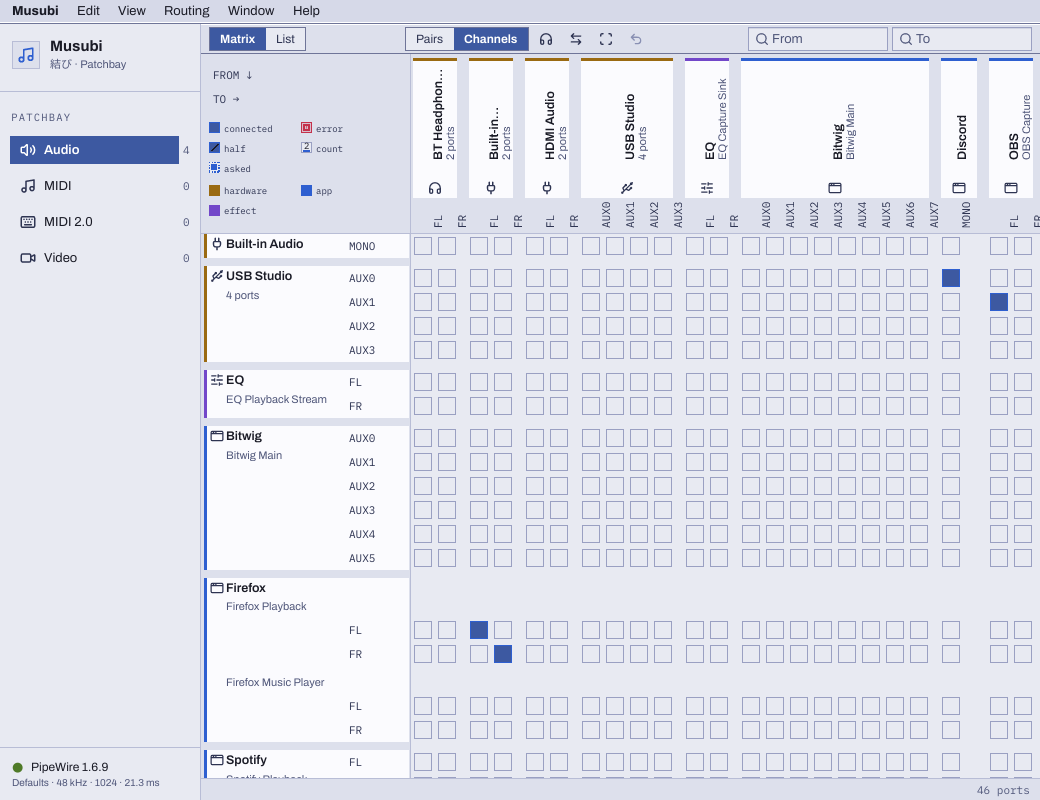 Musubi Edit View Routing Window Help
Musubi
結び · Patchbay
PATCHBAY
Audio 4
MIDI 0
MIDI 2.0 0
Video 0
PipeWire 1.6.9
Defaults · 48 kHz · 1024 · 21.3 ms
Matrix List Pairs Channels From To
FROM ↓
TO →
connected error
half 2 count
asked
hardware app
effect
BT Headphon…
2 ports
Built-in…
2 ports
HDMI Audio
2 ports
USB Studio
4 ports
EQ
EQ Capture Sink
Bitwig
Bitwig Main
Discord
OBS
OBS Capture
FL FR FL FR FL FR AUX0 AUX1 AUX2 AUX3 FL FR AUX0 AUX1 AUX2 AUX3 AUX4 AUX5 AUX6 AUX7 MONO FL FR
Built-in Audio MONO
USB Studio AUX0
4 ports
AUX1
AUX2
AUX3
EQ FL
EQ Playback Stream
FR
Bitwig AUX0
Bitwig Main
AUX1
AUX2
AUX3
AUX4
AUX5
Firefox
Firefox Playback
FL
FR
Firefox Music Player
FL
FR
Spotify FL
Spotify Playback
46 ports